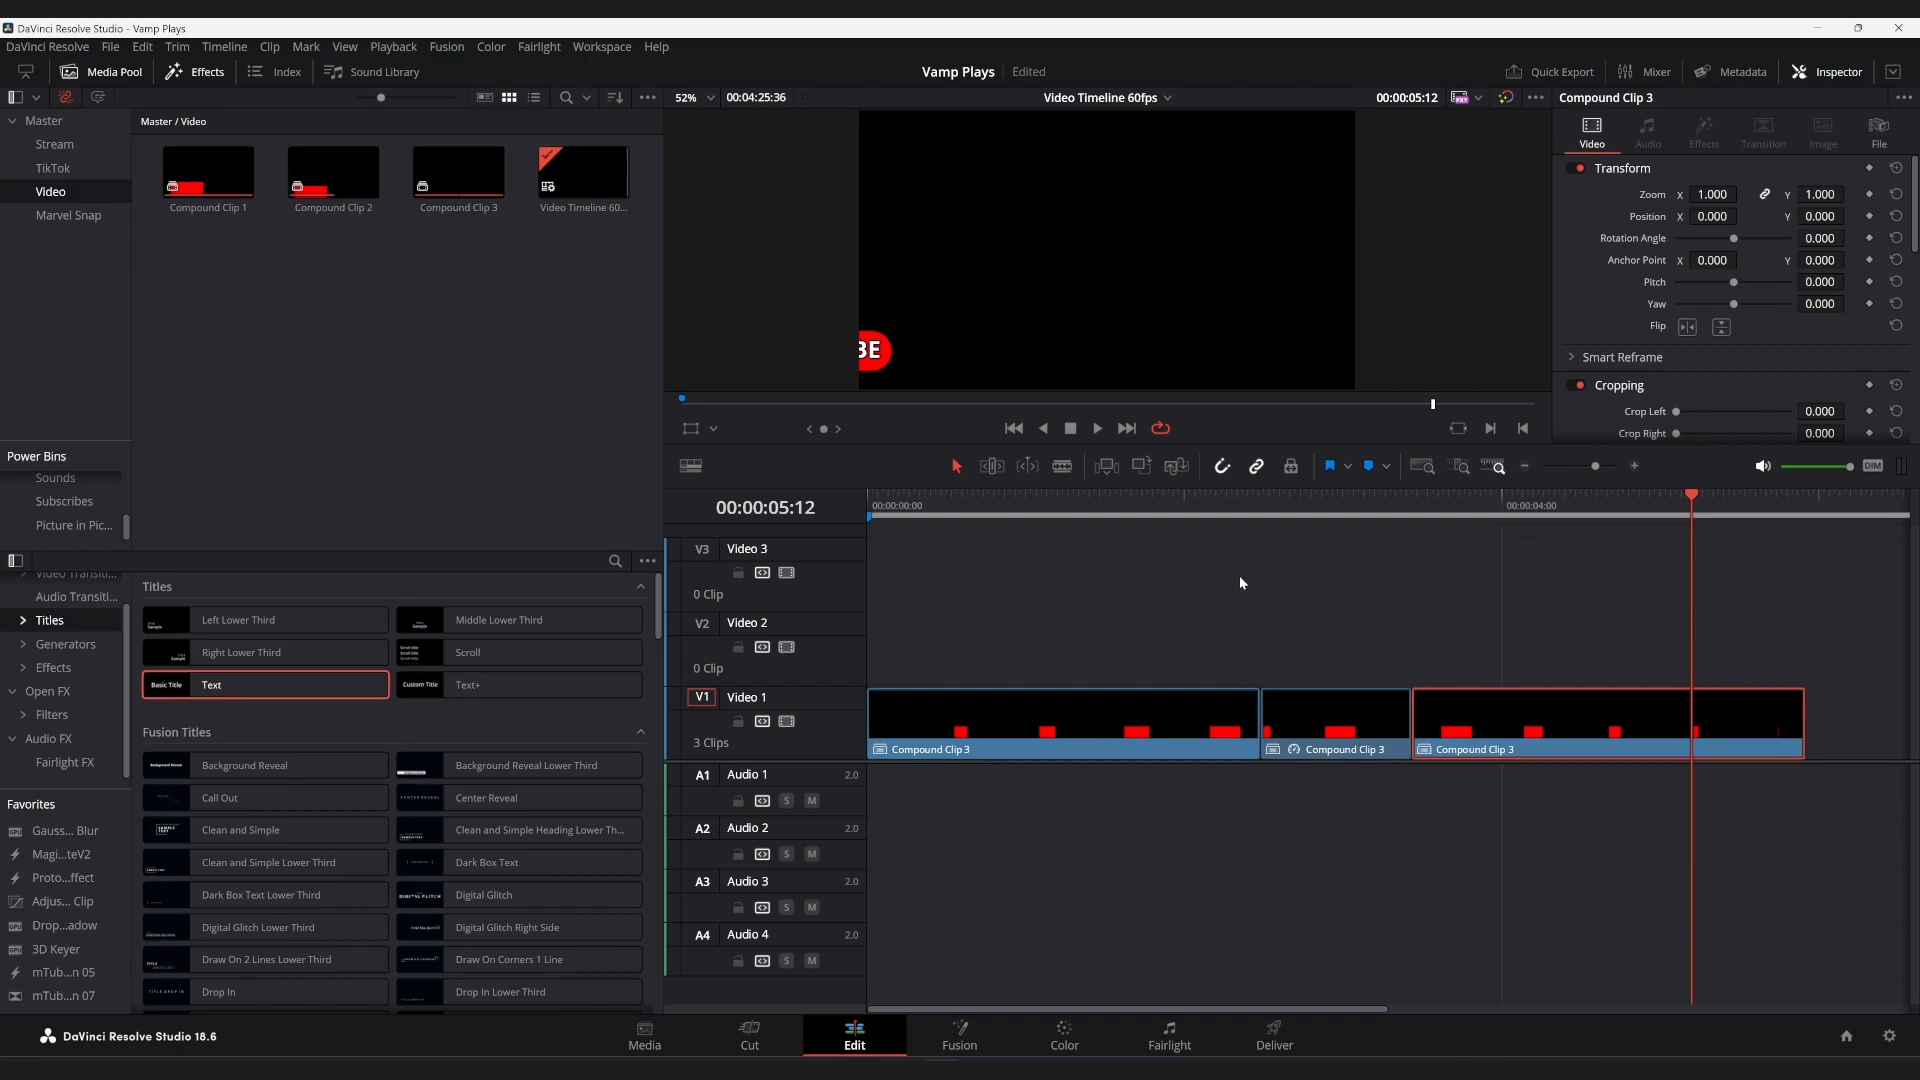 DaVinci Resolve Studio - Vamp Plays
DaVinci Resolve File Edit Trim Timeline Clip Mark View Playback Fusion Color Fairlight Workspace Help
Media Pool Effects Index Sound Library Vamp Plays Edited Quick Export Mixer Metadata Inspector
52% 00:04:25:36 Video Timeline 60fps 00:00:05:12 Compound Clip 3
Master
Stream
TikTok
Video
Marvel Snap
Master / Video
Compound Clip 1 Compound Clip 2 Compound Clip 3 Video Timeline 60...
BE
Video Audio Effects Transition Image File
Transform
Zoom X 1.000 Y 1.000
Position X 0.000 Y 0.000
Rotation Angle 0.000
Anchor Point X 0.000 Y 0.000
Pitch 0.000
Yaw 0.000
Flip
Smart Reframe
Cropping
Crop Left 0.000
Crop Right 0.000
Power Bins
Sounds
Subscribes
Picture in Pic...
DIM
00:00:05:12 00:00:00:00 00:00:04:00
V3 Video 3
0 Clip
V2 Video 2
0 Clip
V1 Video 1
3 Clips
Compound Clip 3 Compound Clip 3 Compound Clip 3
A1 Audio 1 2.0
S M
A2 Audio 2 2.0
S M
A3 Audio 3 2.0
S M
A4 Audio 4 2.0
S M
Video Transiti...
Audio Transiti...
Titles
Generators
Effects
Open FX
Filters
Audio FX
Fairlight FX
Favorites
Gauss... Blur
Magi...teV2
Proto...ffect
Adjus... Clip
Drop...adow
3D Keyer
mTub...n 05
mTub...n 07
Titles
Left Lower Third Middle Lower Third
Right Lower Third Scroll
Basic Title Text Custom Title Text+
Fusion Titles
Background Reveal Background Reveal Lower Third
Call Out Center Reveal
Clean and Simple Clean and Simple Heading Lower Th...
Clean and Simple Lower Third Dark Box Text
Dark Box Text Lower Third Digital Glitch
Digital Glitch Lower Third Digital Glitch Right Side
Draw On 2 Lines Lower Third Draw On Corners 1 Line
Drop In Drop In Lower Third
DaVinci Resolve Studio 18.6
Media Cut Edit Fusion Color Fairlight Deliver